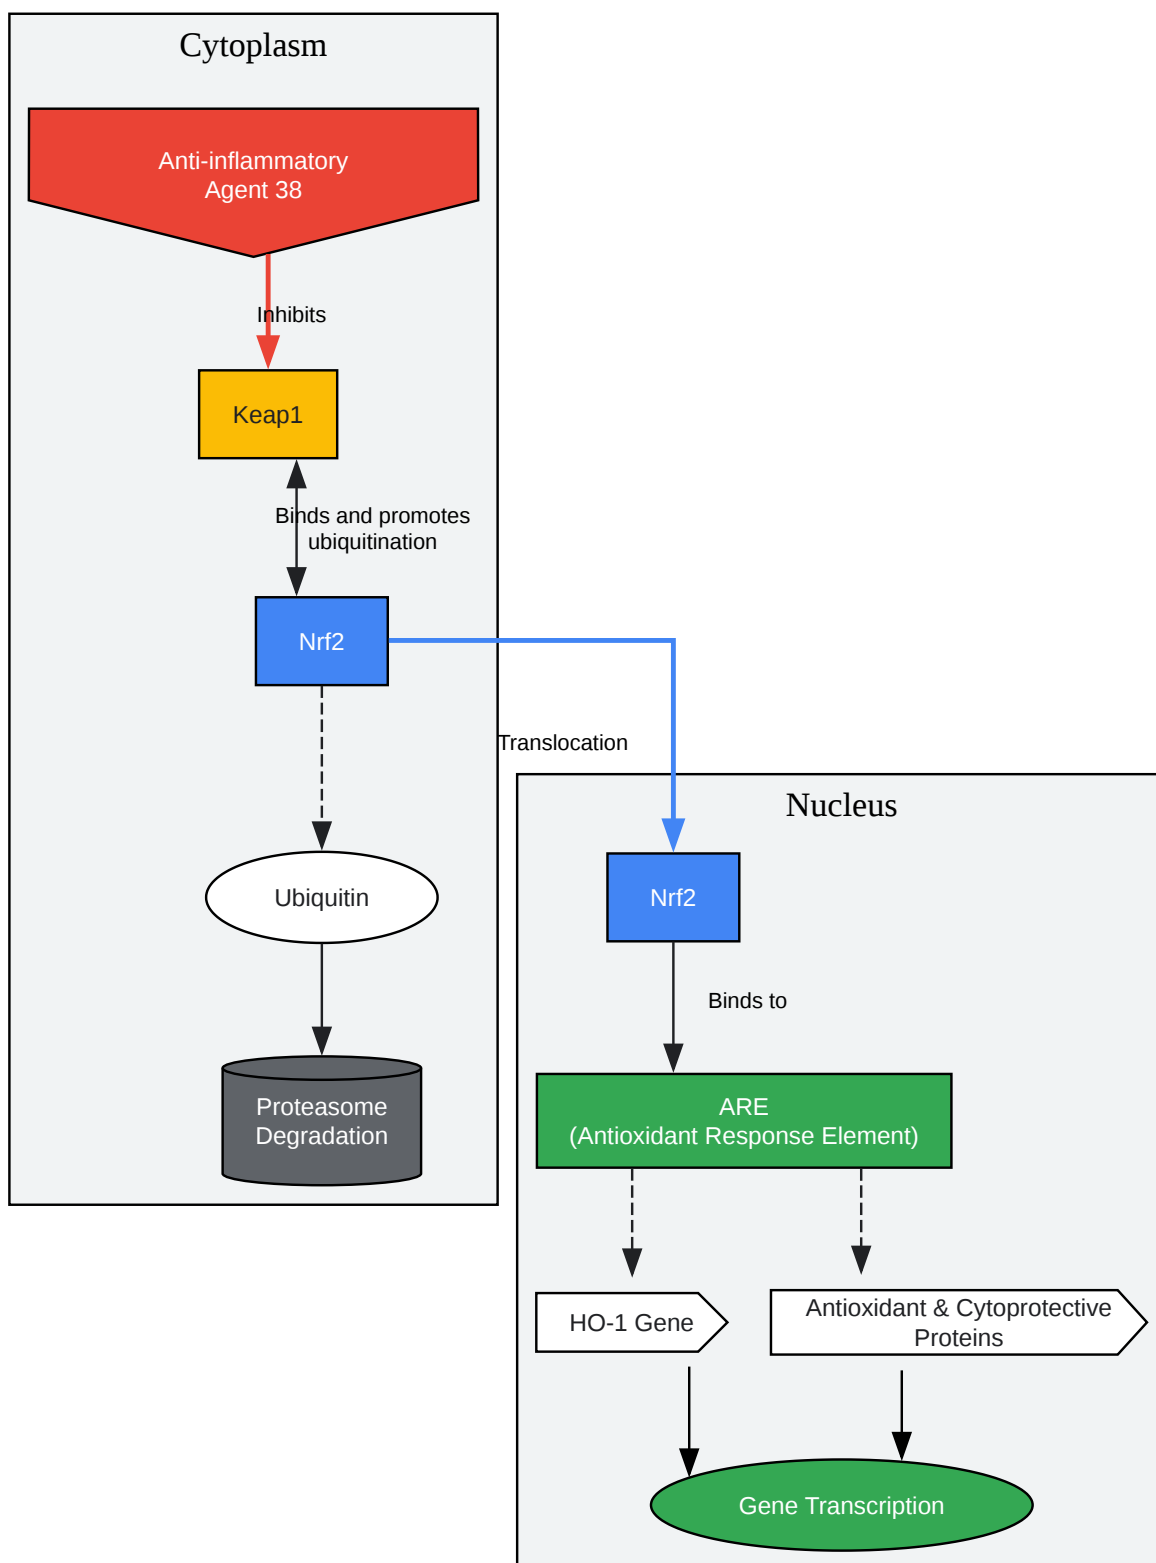 Cytoplasm
Anti-inflammatory
Agent 38
Inhibits
Keap1
Binds and promotes
ubiquitination
Nrf2
Translocation
Nucleus
Ubiquitin
Nrf2
Binds to
Proteasome
Degradation
ARE
(Antioxidant Response Element)
HO-1 Gene
Antioxidant & Cytoprotective
Proteins
Gene Transcription